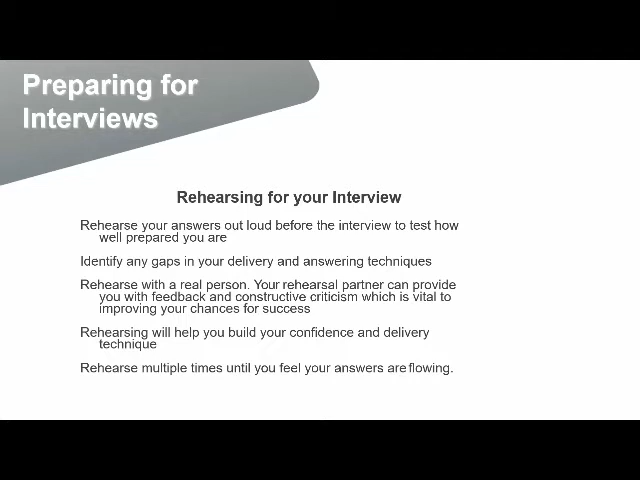 Preparing for
Interviews
Rehearsing for your Interview
Rehearse your answers out loud before the interview to test how
well prepared you are
Identify any gaps in your delivery and answering techniques
Rehearse with a real person. Your rehearsal partner can provide
you with feedback and constructive criticism which is vital to
improving your chances for success
Rehearsing will help you build your confidence and delivery
technique
Rehearse multiple times until you feel your answers are flowing.